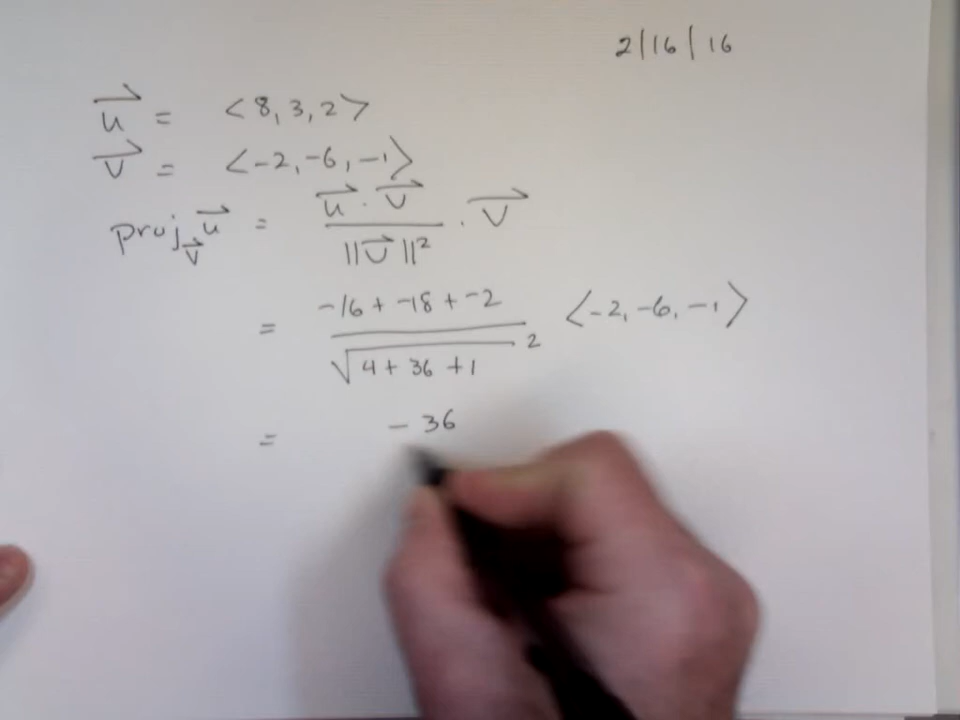 2/16/16
u⃗ = <8, 3, 2>
v⃗ = <-2, -6, -1>
proj_v⃗ u⃗ = (u⃗ · v⃗) / ||v⃗||² · v⃗
= (-16 + -18 + -2) / √(4 + 36 + 1)² <-2, -6, -1>
= -36